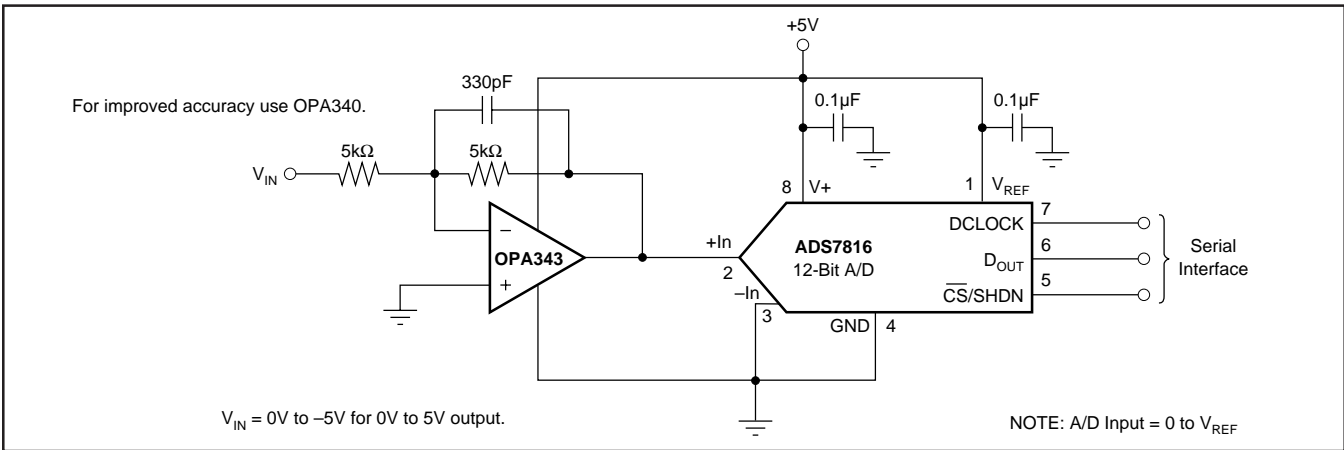 +5V
330pF
For improved accuracy use OPA340.
0.1µF
0.1µF
5kΩ
5kΩ
V_IN
8 V+
1 V_REF
7
DCLOCK
–
OPA343
+
+In
2
ADS7816
12-Bit A/D
6
D_OUT
Serial
Interface
–In
3
5
C̅S̅/SHDN
GND 4
V_IN = 0V to –5V for 0V to 5V output.
NOTE: A/D Input = 0 to V_REF